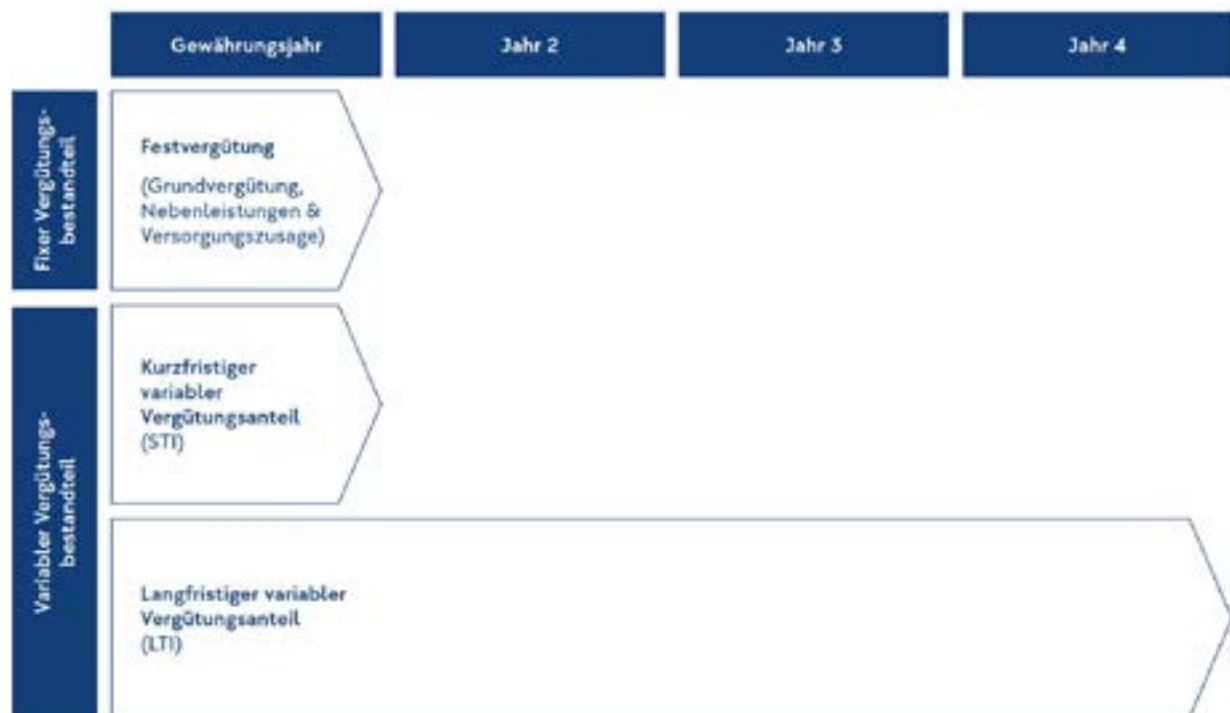 Gewährungsjahr
Jahr 2
Jahr 3
Jahr 4
Fixer Vergütungs-
bestandteil
Festvergütung
(Grundvergütung,
Nebenleistungen &
Versorgungszusage)
Variabler Vergütungs-
bestandteil
Kurzfristiger
variabler
Vergütungsanteil
(STI)
Langfristiger variabler
Vergütungsanteil
(LTI)